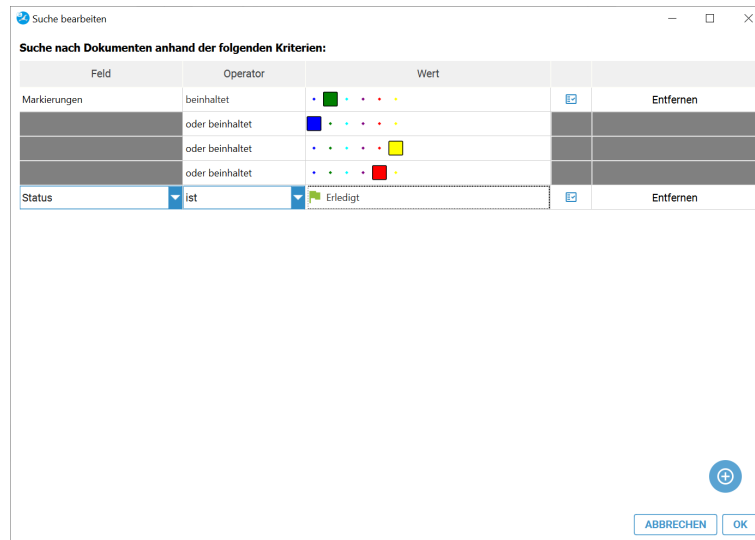 Suche bearbeiten
Suche nach Dokumenten anhand der folgenden Kriterien:
Feld Operator Wert
Markierungen beinhaltet Entfernen
oder beinhaltet
oder beinhaltet
oder beinhaltet
Status ist Erledigt Entfernen
ABBRECHEN OK